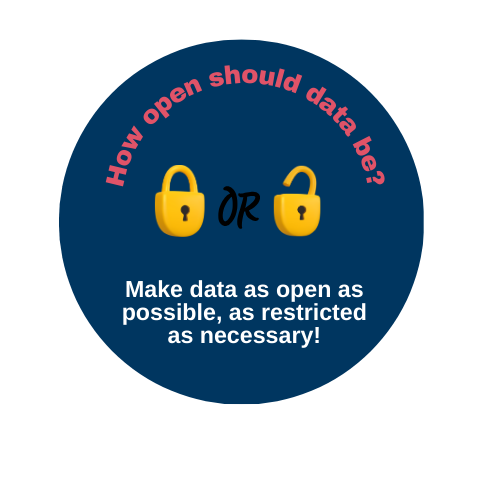 How open should data be?
OR
Make data as open as
possible, as restricted
as necessary!